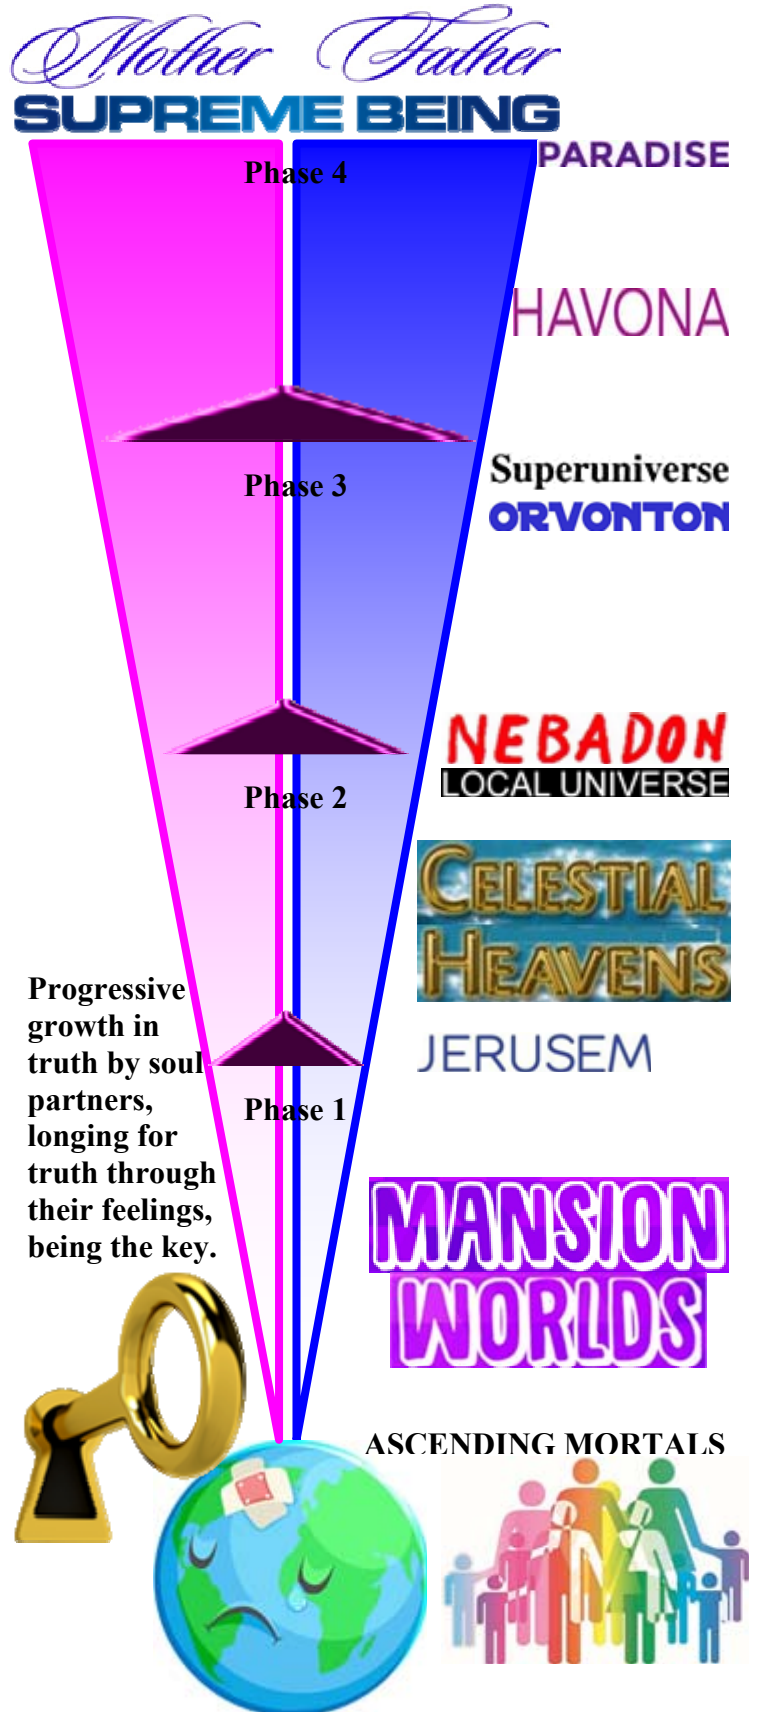 Mother Father
SUPREME BEING
PARADISE
Phase 4
HAVONA
Superuniverse
ORVONTON
Phase 3
NEBADON
LOCAL UNIVERSE
Phase 2
CELESTIAL
HEAVENS
JERUSEM
Progressive
growth in
truth by soul
partners,
longing for
truth through
their feelings,
being the key.
Phase 1
MANSION
WORLDS
ASCENDING MORTALS